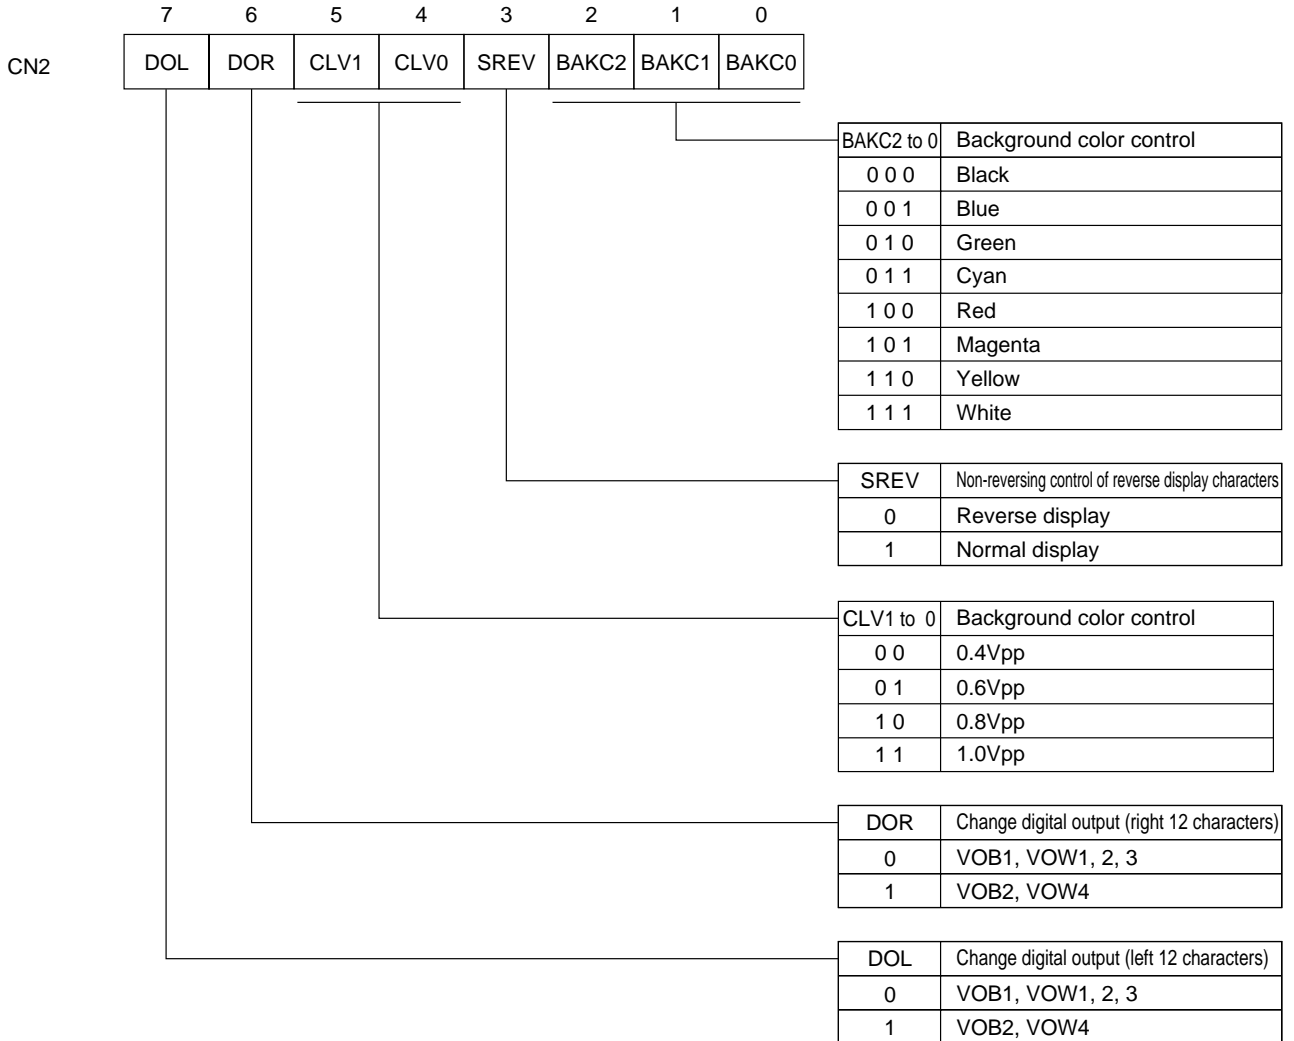 7 6 5 4 3 2 1 0
CN2 DOL DOR CLV1 CLV0 SREV BAKC2 BAKC1 BAKC0
BAKC2 to 0 Background color control
0 0 0 Black
0 0 1 Blue
0 1 0 Green
0 1 1 Cyan
1 0 0 Red
1 0 1 Magenta
1 1 0 Yellow
1 1 1 White
SREV Non-reversing control of reverse display characters
0 Reverse display
1 Normal display
CLV1 to 0 Background color control
0 0 0.4Vpp
0 1 0.6Vpp
1 0 0.8Vpp
1 1 1.0Vpp
DOR Change digital output (right 12 characters)
0 VOB1, VOW1, 2, 3
1 VOB2, VOW4
DOL Change digital output (left 12 characters)
0 VOB1, VOW1, 2, 3
1 VOB2, VOW4